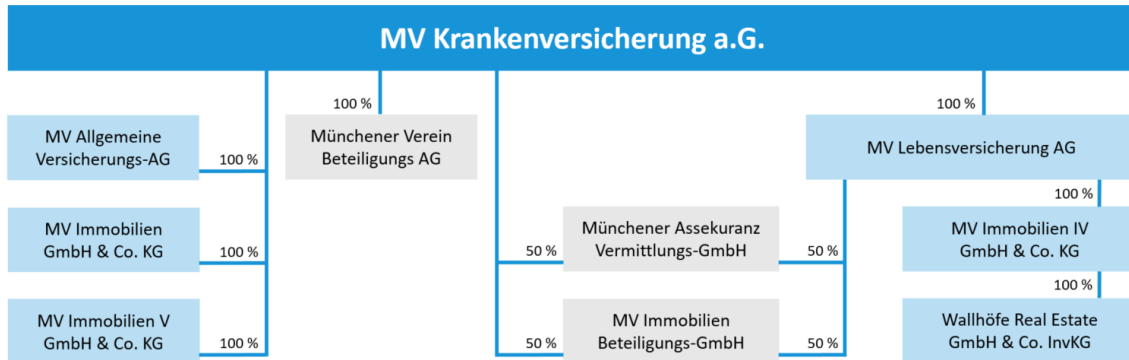 MV Krankenversicherung a.G.
100 %
100 %
MV Allgemeine
Versicherungs-AG
100 %
Münchener Verein
Beteiligungs AG
MV Lebensversicherung AG
100 %
MV Immobilien
GmbH & Co. KG
100 %
50 %
Münchener Assekuranz
Vermittlungs-GmbH
50 %
MV Immobilien IV
GmbH & Co. KG
100 %
MV Immobilien V
GmbH & Co. KG
100 %
50 %
MV Immobilien
Beteiligungs-GmbH
50 %
Wallhöfe Real Estate
GmbH & Co. InvKG